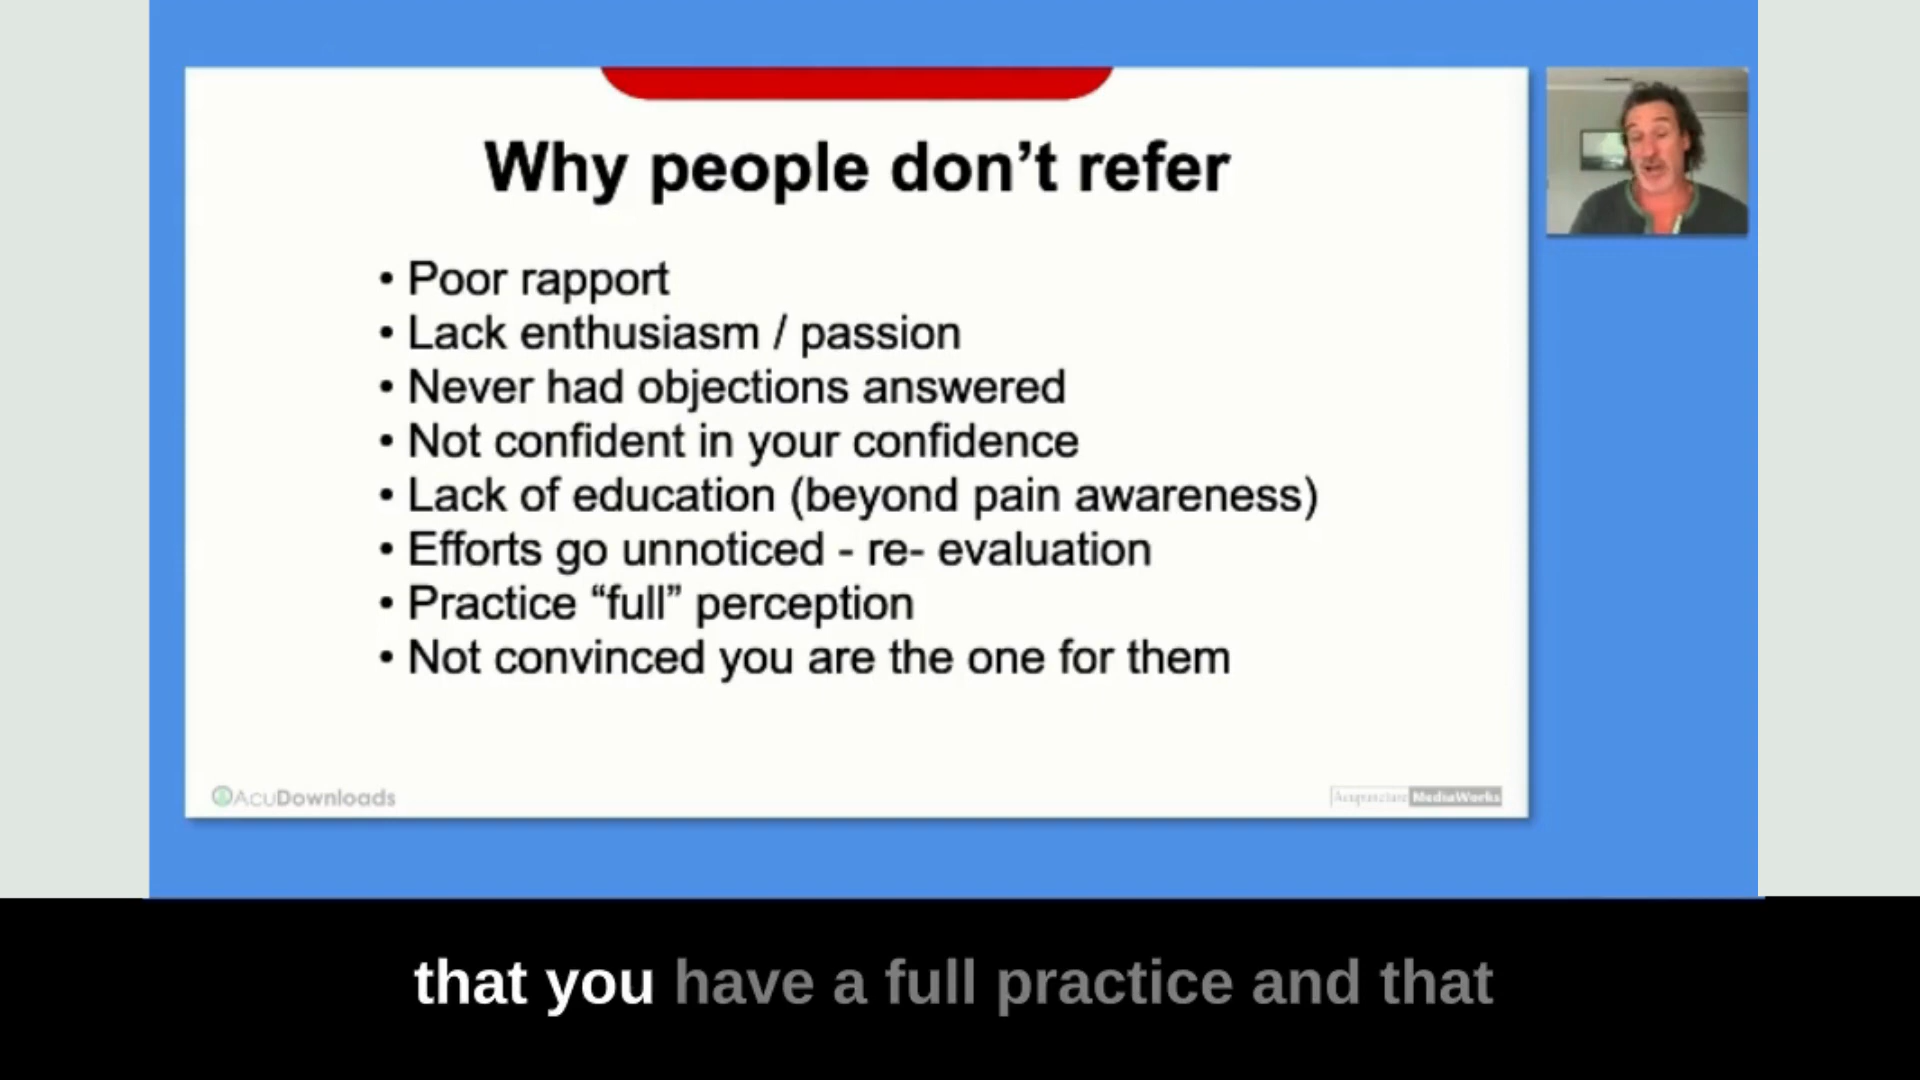 Why people don’t refer
• Poor rapport
• Lack enthusiasm / passion
• Never had objections answered
• Not confident in your confidence
• Lack of education (beyond pain awareness)
• Efforts go unnoticed - re- evaluation
• Practice “full” perception
• Not convinced you are the one for them
AcuDownloads
Acupuncture MediaWorks
that you have a full practice and that